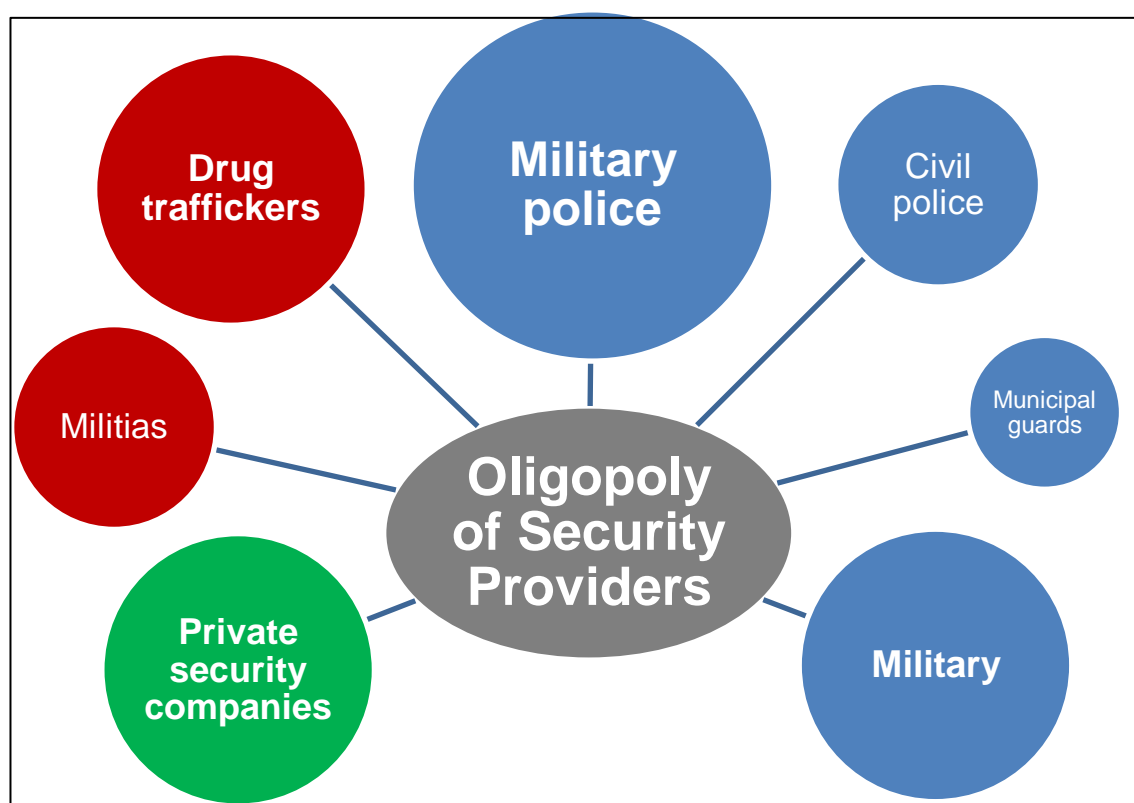 Drug
traffickers
Military
police
Civil
police
Militias
Municipal
guards
Oligopoly
of Security
Providers
Private
security
companies
Military